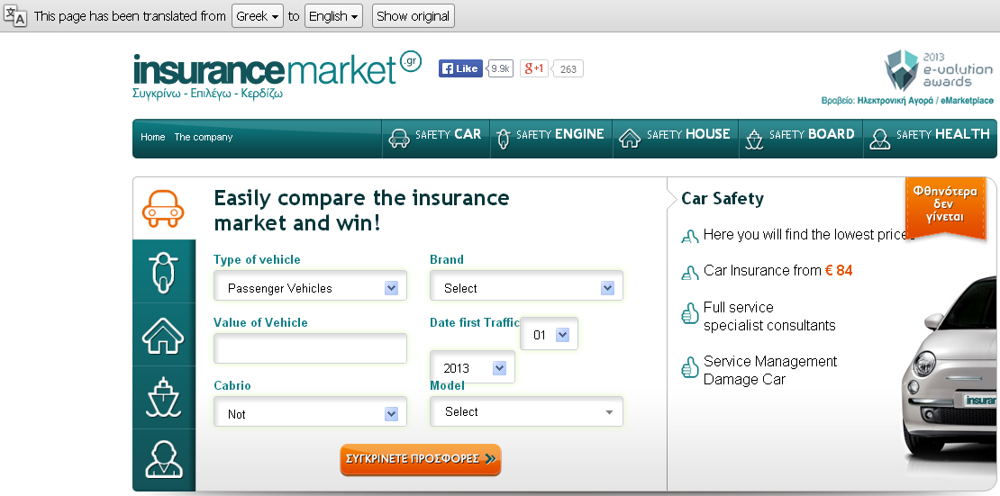 This page has been translated from Greek to English Show original
insurancemarket.gr
Συγκρίνω - Επιλέγω - Κερδίζω
Like 9.9k g+1 263
2013
e-volution
awards
Βραβείο: Ηλεκτρονική Αγορά / eMarketplace
Home The company SAFETY CAR SAFETY ENGINE SAFETY HOUSE SAFETY BOARD SAFETY HEALTH
Easily compare the insurance
market and win!
Type of vehicle Brand
Passenger Vehicles Select
Value of Vehicle Date first Traffic 01
2013
Cabrio Model
Not Select
ΣΥΓΚΡΙΝΕΤΕ ΠΡΟΣΦΟΡΕΣ
Car Safety
Φθηνότερα
δεν
γίνεται
Here you will find the lowest prices
Car Insurance from € 84
Full service
specialist consultants
Service Management
Damage Car